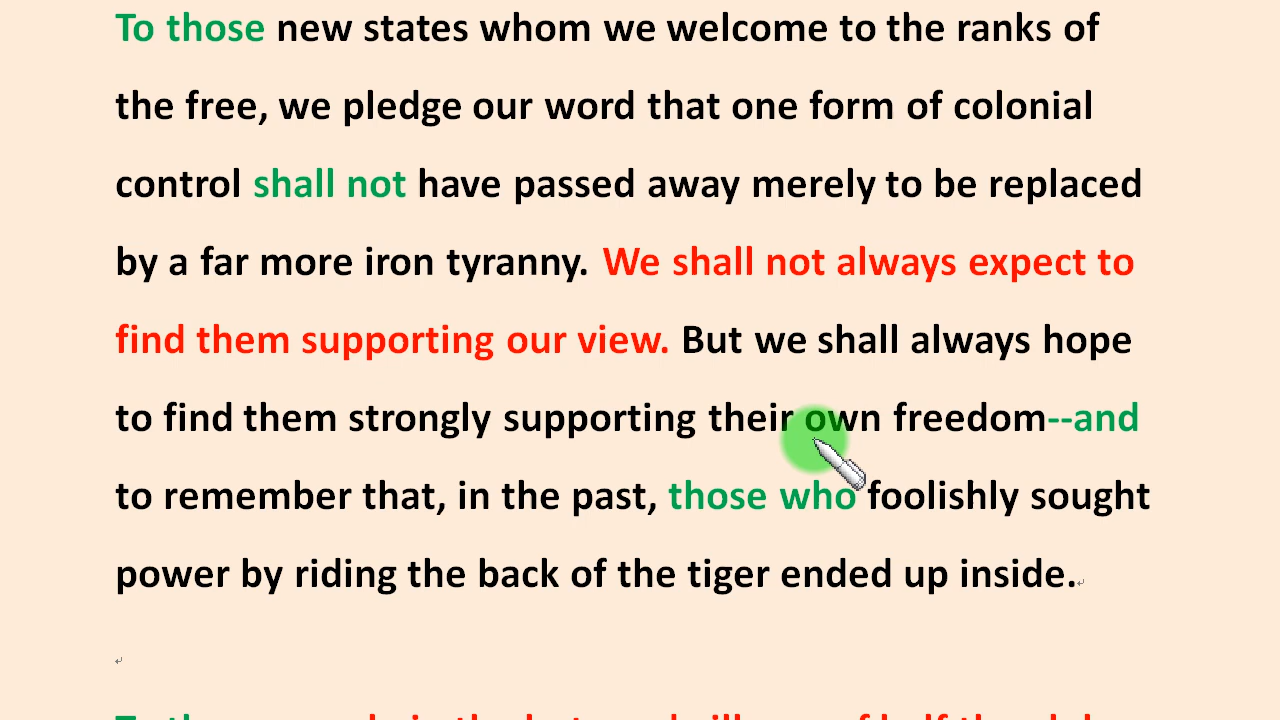 To those new states whom we welcome to the ranks of
the free, we pledge our word that one form of colonial
control shall not have passed away merely to be replaced
by a far more iron tyranny. We shall not always expect to
find them supporting our view. But we shall always hope
to find them strongly supporting their own freedom--and
to remember that, in the past, those who foolishly sought
power by riding the back of the tiger ended up inside.